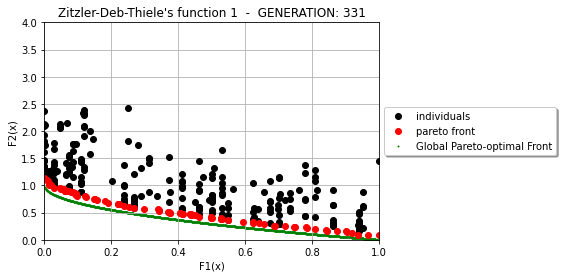 Zitzler-Deb-Thiele's function 1 - GENERATION: 331
4.0
3.5
3.0
2.5
2.0
1.5
1.0
0.5
0.0
F2(x)
0.0 0.2 0.4 0.6 0.8 1.0
F1(x)
individuals
pareto front
Global Pareto-optimal Front